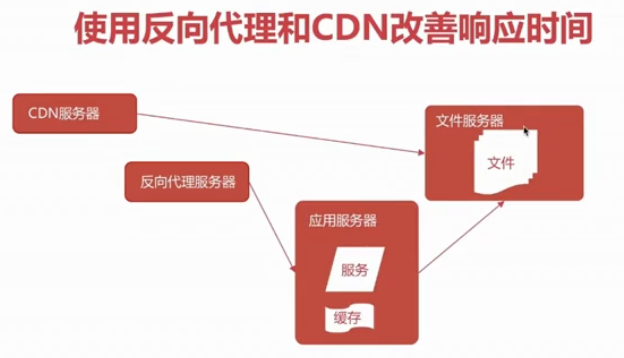 使用反向代理和CDN改善响应时间
CDN服务器
文件服务器
文件
反向代理服务器
应用服务器
服务
缓存